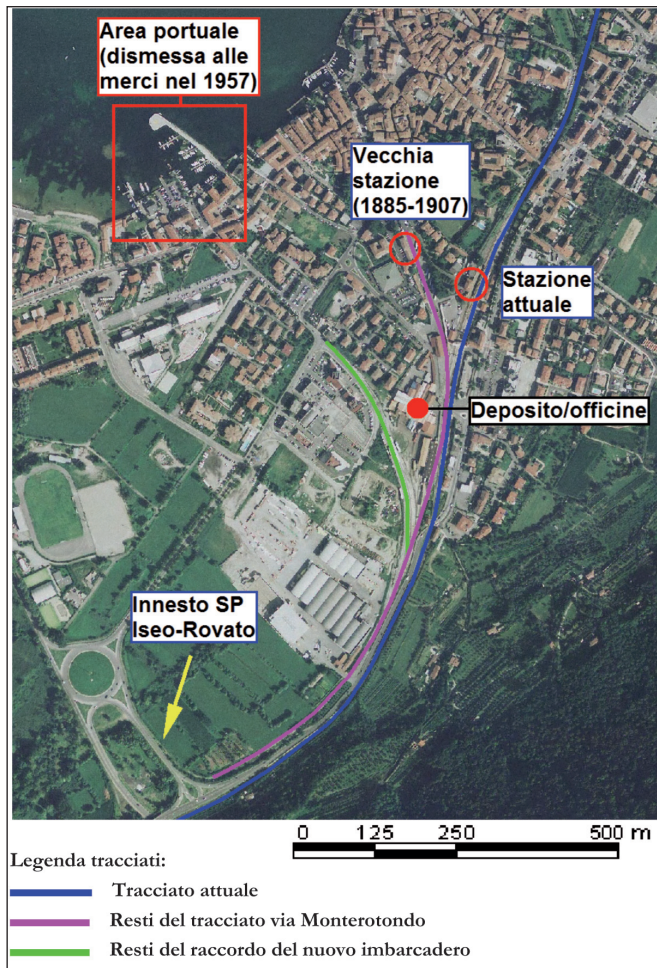 Area portuale
(dismessa alle
merci nel 1957)
Vecchia
stazione
(1885-1907)
Stazione
attuale
Deposito/officine
Innesto SP
Iseo-Rovato
0 125 250 500 m
Legenda tracciati:
Tracciato attuale
Resti del tracciato via Monterotondo
Resti del raccordo del nuovo imbarcadero